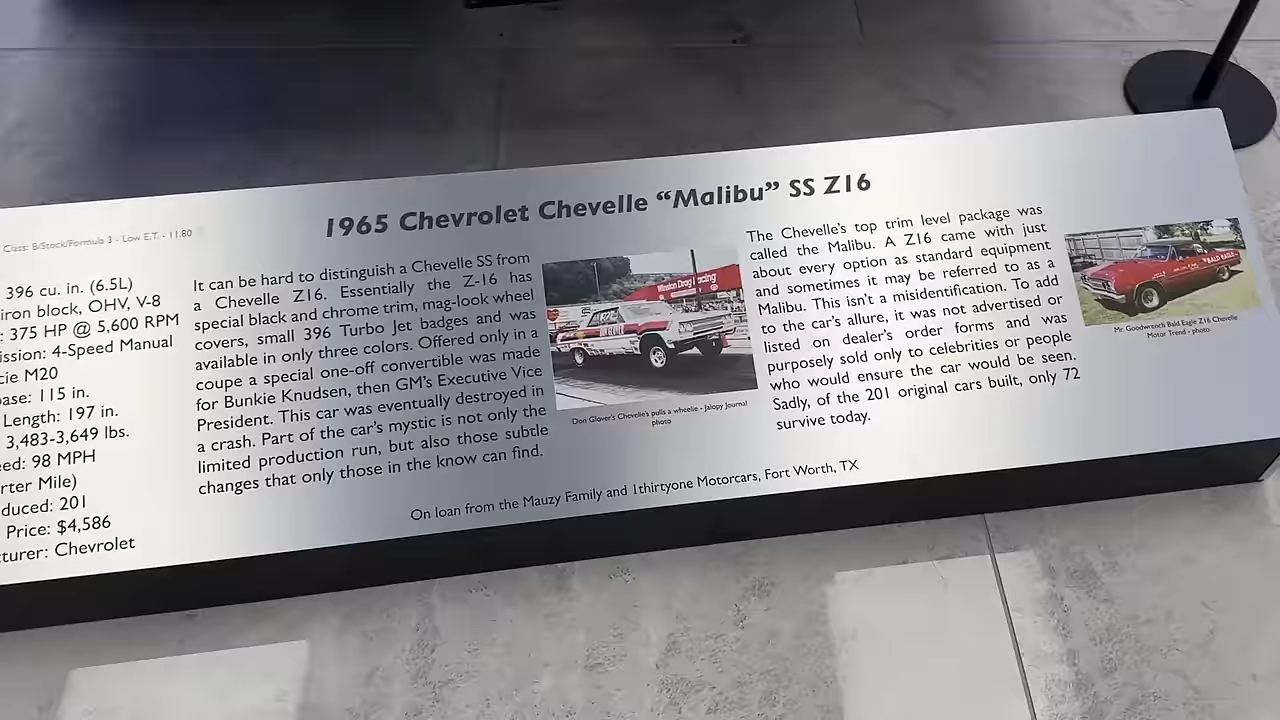 1965 Chevrolet Chevelle “Malibu” SS Z16
Class: B/Stock/Formula 3 - Low E.T. - 11.80
396 cu. in. (6.5L)
iron block, OHV, V-8
: 375 HP @ 5,600 RPM
ission: 4-Speed Manual
cie M20
ase: 115 in.
Length: 197 in.
3,483-3,649 lbs.
eed: 98 MPH
rter Mile)
duced: 201
Price: $4,586
cturer: Chevrolet
It can be hard to distinguish a Chevelle SS from
a Chevelle Z16. Essentially the Z-16 has
special black and chrome trim, mag-look wheel
covers, small 396 Turbo Jet badges and was
available in only three colors. Offered only in a
coupe a special one-off convertible was made
for Bunkie Knudsen, then GM’s Executive Vice
President. This car was eventually destroyed in
a crash. Part of the car’s mystic is not only the
limited production run, but also those subtle
changes that only those in the know can find.
Winston Drag Racing
Don Glover's Chevelle's pulls a wheelie - Jalopy Journal
photo
The Chevelle’s top trim level package was
called the Malibu. A Z16 came with just
about every option as standard equipment
and sometimes it may be referred to as a
Malibu. This isn’t a misidentification. To add
to the car’s allure, it was not advertised or
listed on dealer’s order forms and was
purposely sold only to celebrities or people
who would ensure the car would be seen.
Sadly, of the 201 original cars built, only 72
survive today.
BALD EAGLE
Mr. Goodwrench Bald Eagle Z16 Chevelle
Motor Trend - photo
On loan from the Mauzy Family and 1thirtyone Motorcars, Fort Worth, TX